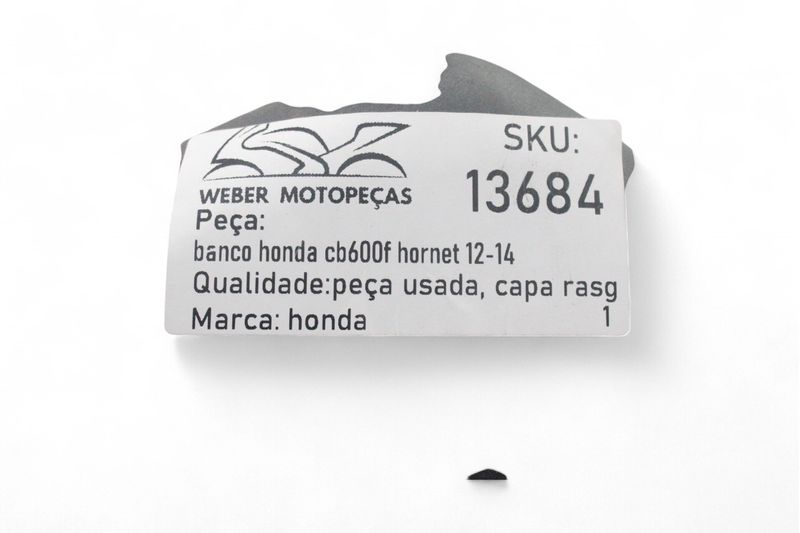 WEBER MOTOPEÇAS
SKU:
13684
Peça:
banco honda cb600f hornet 12-14
Qualidade:peça usada, capa rasg
Marca: honda
1